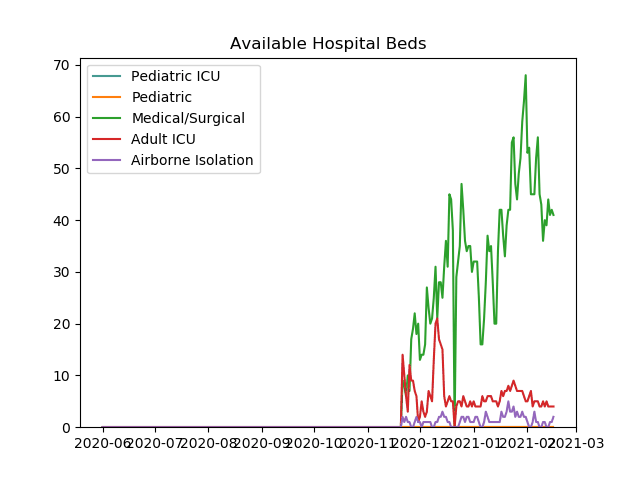 Available Hospital Beds
Pediatric ICU
Pediatric
Medical/Surgical
Adult ICU
Airborne Isolation
70
60
50
40
30
20
10
0
2020-06 2020-07 2020-08 2020-09 2020-10 2020-11 2020-12 2021-01 2021-02 2021-03